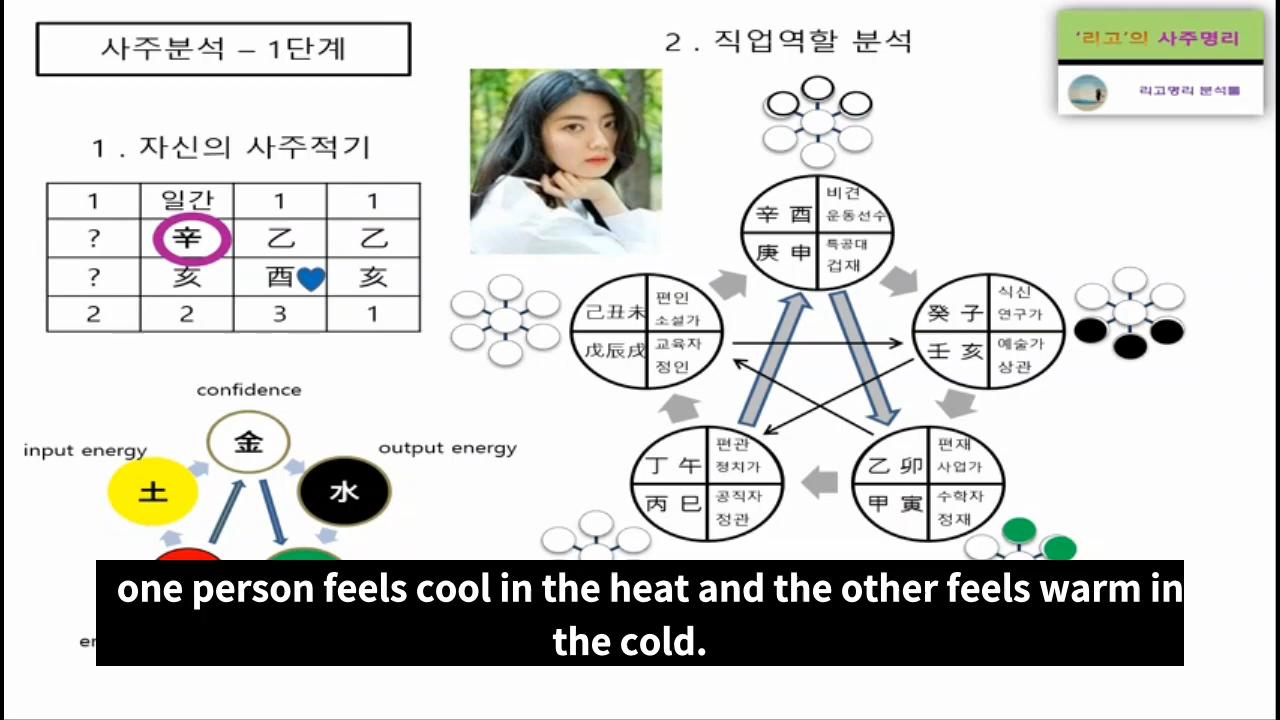 사주분석 – 1단계
2 . 직업역할 분석
'리고'의 사주명리
리고명리 분석툴
1 . 자신의 사주적기
1 일간 1 1
? 辛 乙 乙
? 亥 酉 亥
2 2 3 1
辛 酉 비견
운동선수
庚 申 특공대
겁재
己丑未 편인
소설가
戊辰戌 교육자
정인
癸 子 식신
연구가
壬 亥 예술가
상관
丁 午 편관
정치가
丙 巳 공직자
정관
乙 卯 편재
사업가
甲 寅 수학자
정재
confidence
金
input energy
output energy
土
水
one person feels cool in the heat and the other feels warm in
the cold.